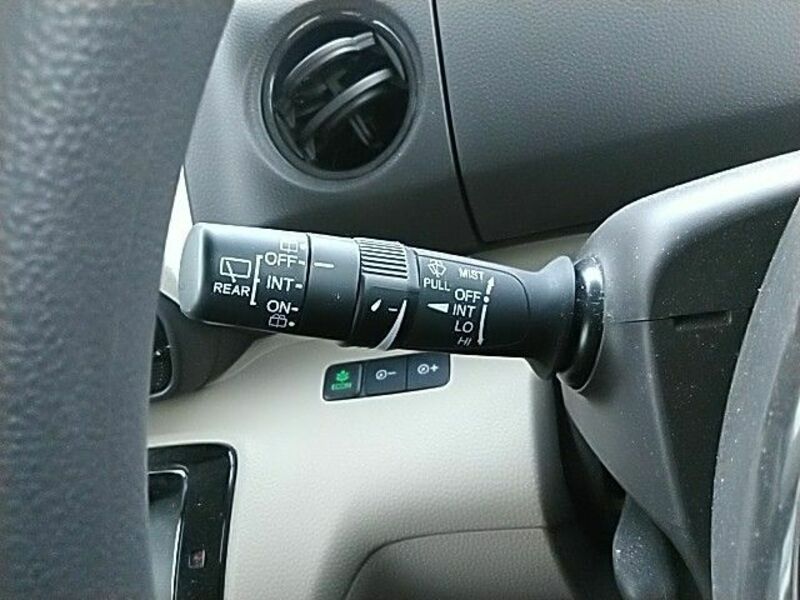 OFF
INT
REAR
ON
MIST
PULL
OFF
INT
LO
HI
ECON